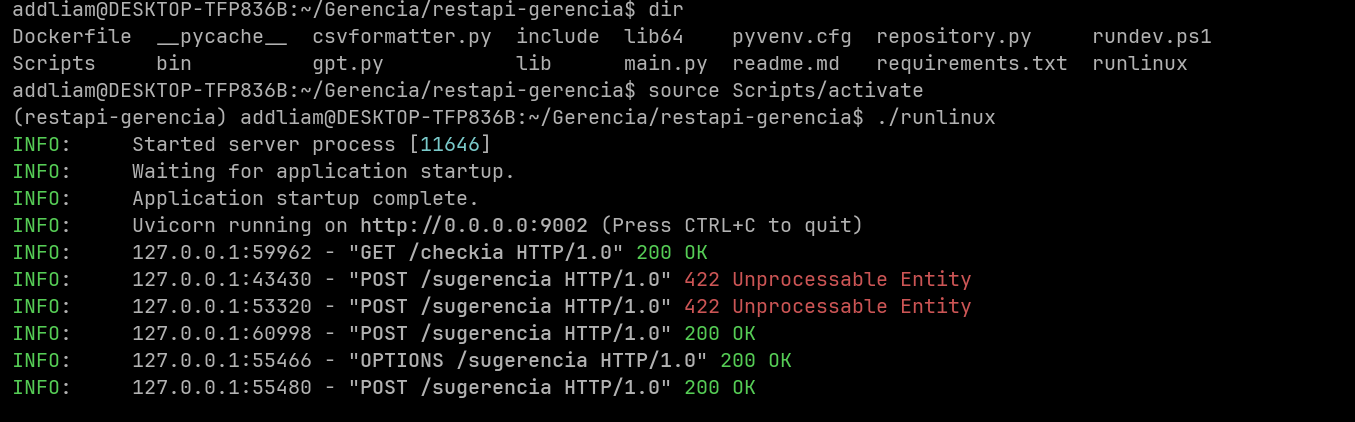 addliam@DESKTOP-TFP836B:~/Gerencia/restapi-gerencia$ dir
Dockerfile  __pycache__  csvformatter.py  include  lib64    pyvenv.cfg  repository.py     rundev.ps1
Scripts     bin          gpt.py           lib      main.py  readme.md   requirements.txt  runlinux
addliam@DESKTOP-TFP836B:~/Gerencia/restapi-gerencia$ source Scripts/activate
(restapi-gerencia) addliam@DESKTOP-TFP836B:~/Gerencia/restapi-gerencia$ ./runlinux
INFO:     Started server process [11646]
INFO:     Waiting for application startup.
INFO:     Application startup complete.
INFO:     Uvicorn running on http://0.0.0.0:9002 (Press CTRL+C to quit)
INFO:     127.0.0.1:59962 - "GET /checkia HTTP/1.0" 200 OK
INFO:     127.0.0.1:43430 - "POST /sugerencia HTTP/1.0" 422 Unprocessable Entity
INFO:     127.0.0.1:53320 - "POST /sugerencia HTTP/1.0" 422 Unprocessable Entity
INFO:     127.0.0.1:60998 - "POST /sugerencia HTTP/1.0" 200 OK
INFO:     127.0.0.1:55466 - "OPTIONS /sugerencia HTTP/1.0" 200 OK
INFO:     127.0.0.1:55480 - "POST /sugerencia HTTP/1.0" 200 OK